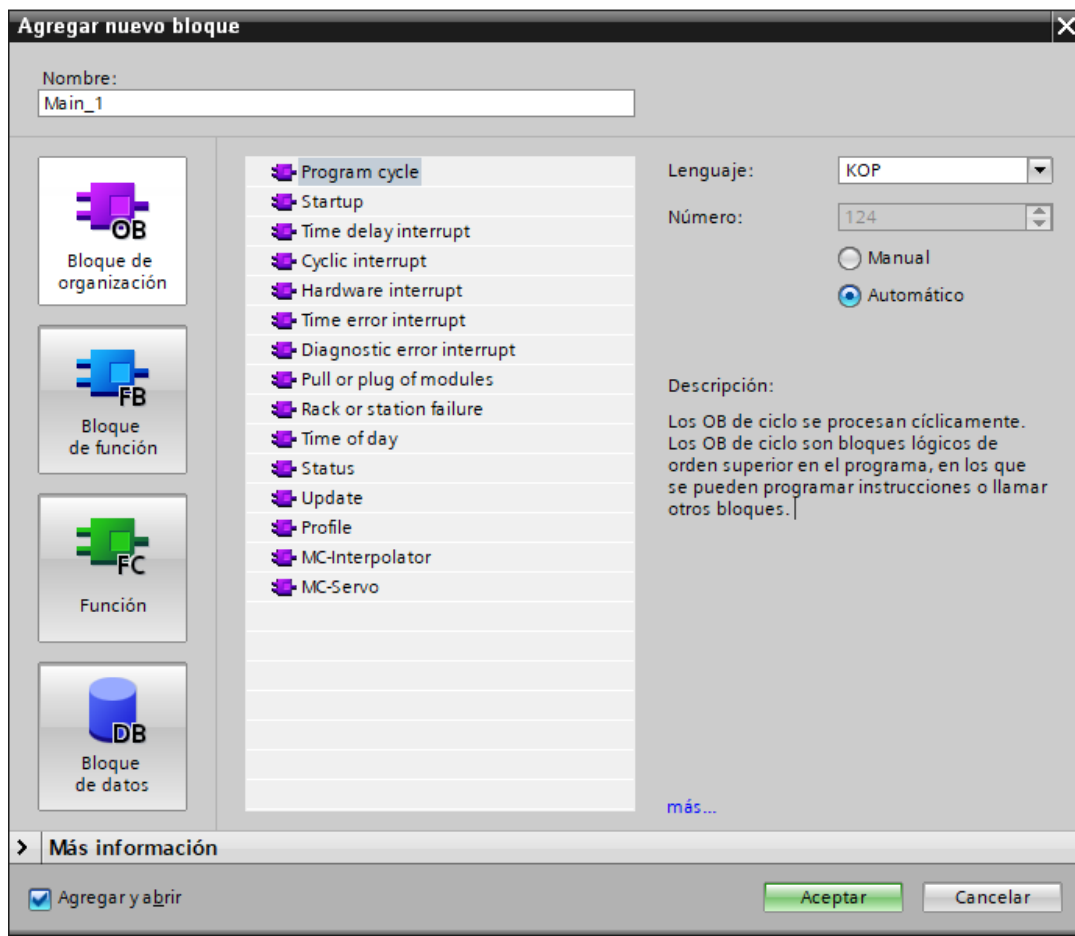 Agregar nuevo bloque
Nombre:
Main_1
OB
Bloque de
organización
FB
Bloque
de función
FC
Función
DB
Bloque
de datos
Program cycle
Startup
Time delay interrupt
Cyclic interrupt
Hardware interrupt
Time error interrupt
Diagnostic error interrupt
Pull or plug of modules
Rack or station failure
Time of day
Status
Update
Profile
MC-Interpolator
MC-Servo
Lenguaje:
KOP
Número:
124
Manual
Automático
Descripción:
Los OB de ciclo se procesan cíclicamente.
Los OB de ciclo son bloques lógicos de
orden superior en el programa, en los que
se pueden programar instrucciones o llamar
otros bloques.
más...
Más información
Agregar y abrir
Aceptar
Cancelar